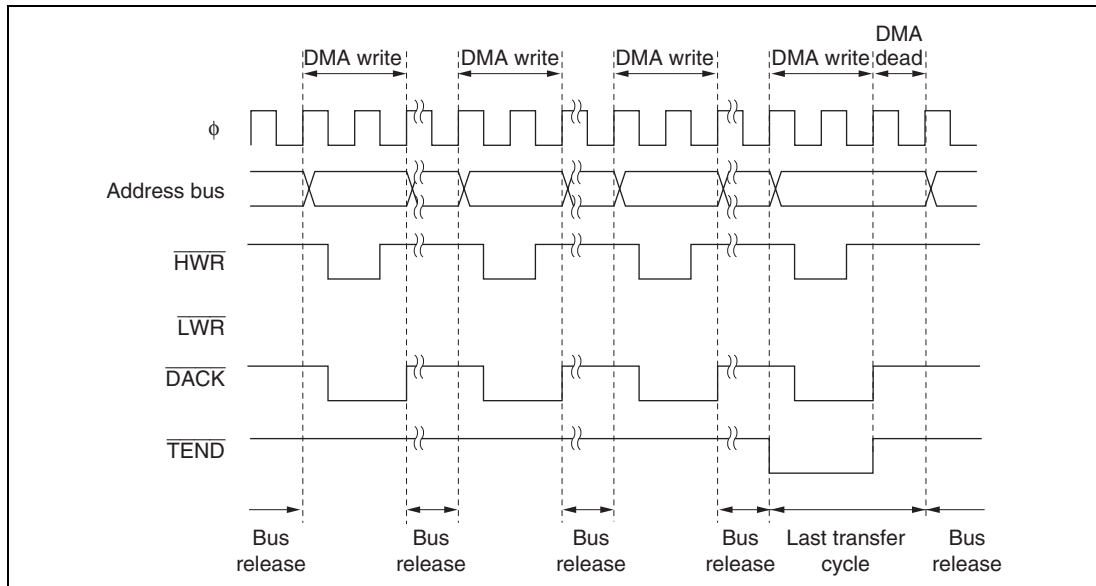 DMA
DMA write DMA write DMA write DMA write dead
ϕ
Address bus
HWR
LWR
DACK
TEND
Bus release Bus release Bus release Bus release Last transfer cycle Bus release